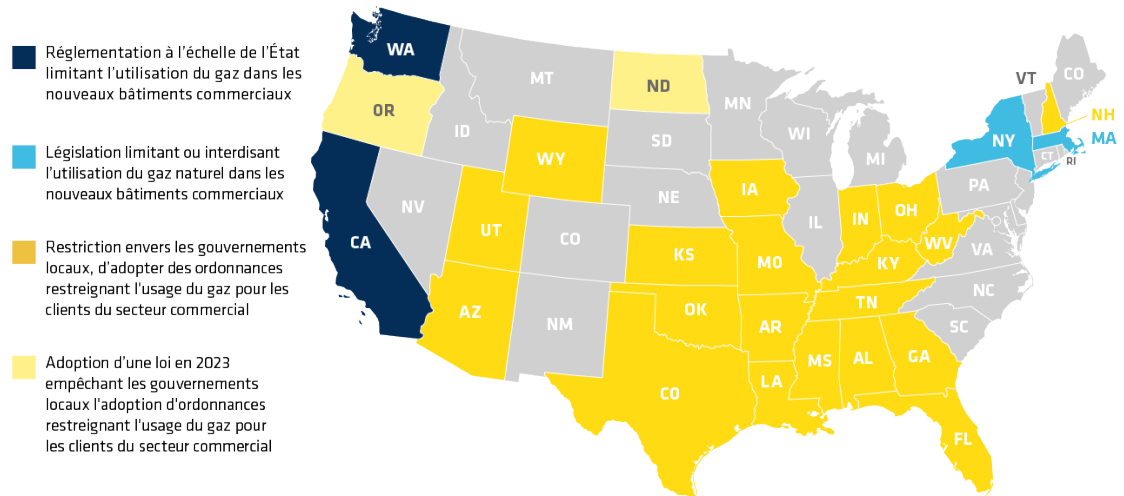 Réglementation à l'échelle de l'État
limitant l'utilisation du gaz dans les
nouveaux bâtiments commerciaux
Législation limitant ou interdisant
l'utilisation du gaz naturel dans les
nouveaux bâtiments commerciaux
Restriction envers les gouvernements
locaux, d'adopter des ordonnances
restreignant l'usage du gaz pour les
clients du secteur commercial
Adoption d'une loi en 2023
empêchant les gouvernements
locaux l'adoption d'ordonnances
restreignant l'usage du gaz pour
les clients du secteur commercial
WA
MT
ND
MN
VT
CO
OR
ID
SD
WI
MI
NY
NH
MA
WY
CT
RI
NV
UT
NE
IA
PA
CA
CO
KS
MO
IL
IN
OH
WV
VA
KY
AZ
NM
OK
AR
TN
NC
SC
CO
LA
MS
AL
GA
FL